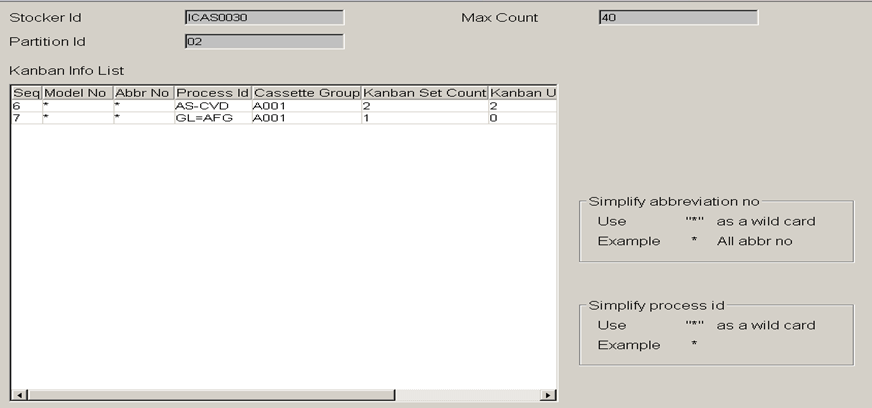 Stocker Id ICAS0030 Max Count 40
Partition Id 02
Kanban Info List
Seq Model No Abbr No Process Id Cassette Group Kanban Set Count Kanban U
6 * * AS-CVD A001 2 2
7 * * GL=AFG A001 1 0
Simplify abbreviation no
Use "*" as a wild card
Example * All abbr no
Simplify process id
Use "*" as a wild card
Example *